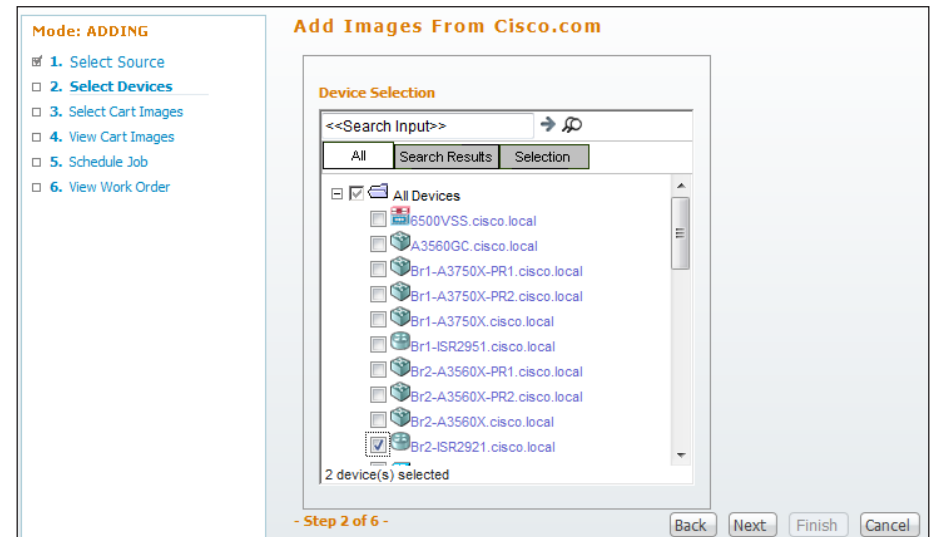 Mode: ADDING
1. Select Source
2. Select Devices
3. Select Cart Images
4. View Cart Images
5. Schedule Job
6. View Work Order
Add Images From Cisco.com
Device Selection
<<Search Input>>
All Search Results Selection
All Devices
6500VSS.cisco.local
A3560GC.cisco.local
Br1-A3750X-PR1.cisco.local
Br1-A3750X-PR2.cisco.local
Br1-A3750X.cisco.local
Br1-ISR2951.cisco.local
Br2-A3560X-PR1.cisco.local
Br2-A3560X-PR2.cisco.local
Br2-A3560X.cisco.local
Br2-ISR2921.cisco.local
2 device(s) selected
- Step 2 of 6 -
Back Next Finish Cancel